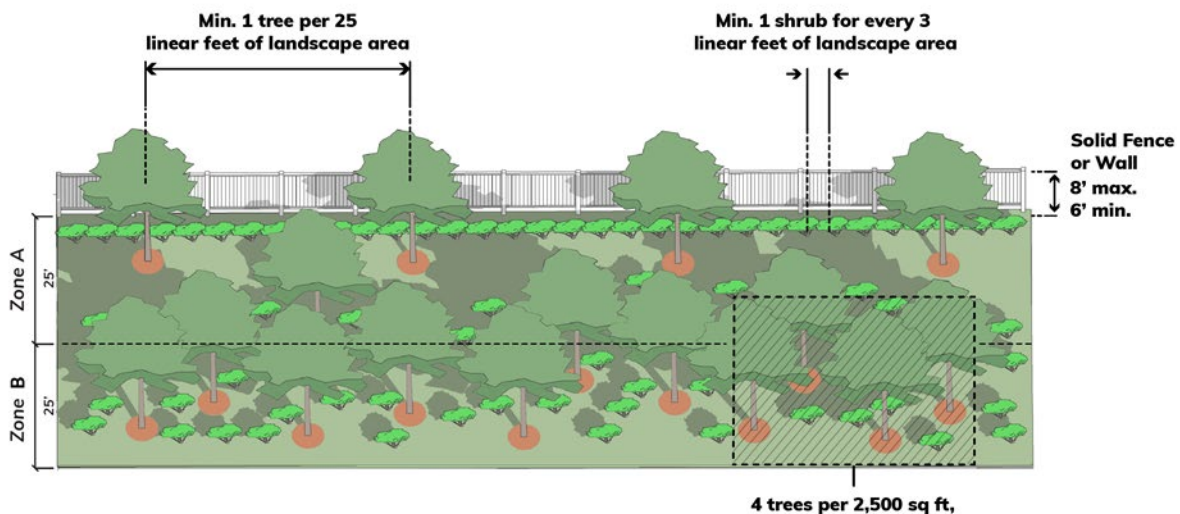 Min. 1 tree per 25
linear feet of landscape area
Min. 1 shrub for every 3
linear feet of landscape area
Solid Fence
or Wall
8' max.
6' min.
Zone A
25'
Zone B
25'
4 trees per 2,500 sq ft,